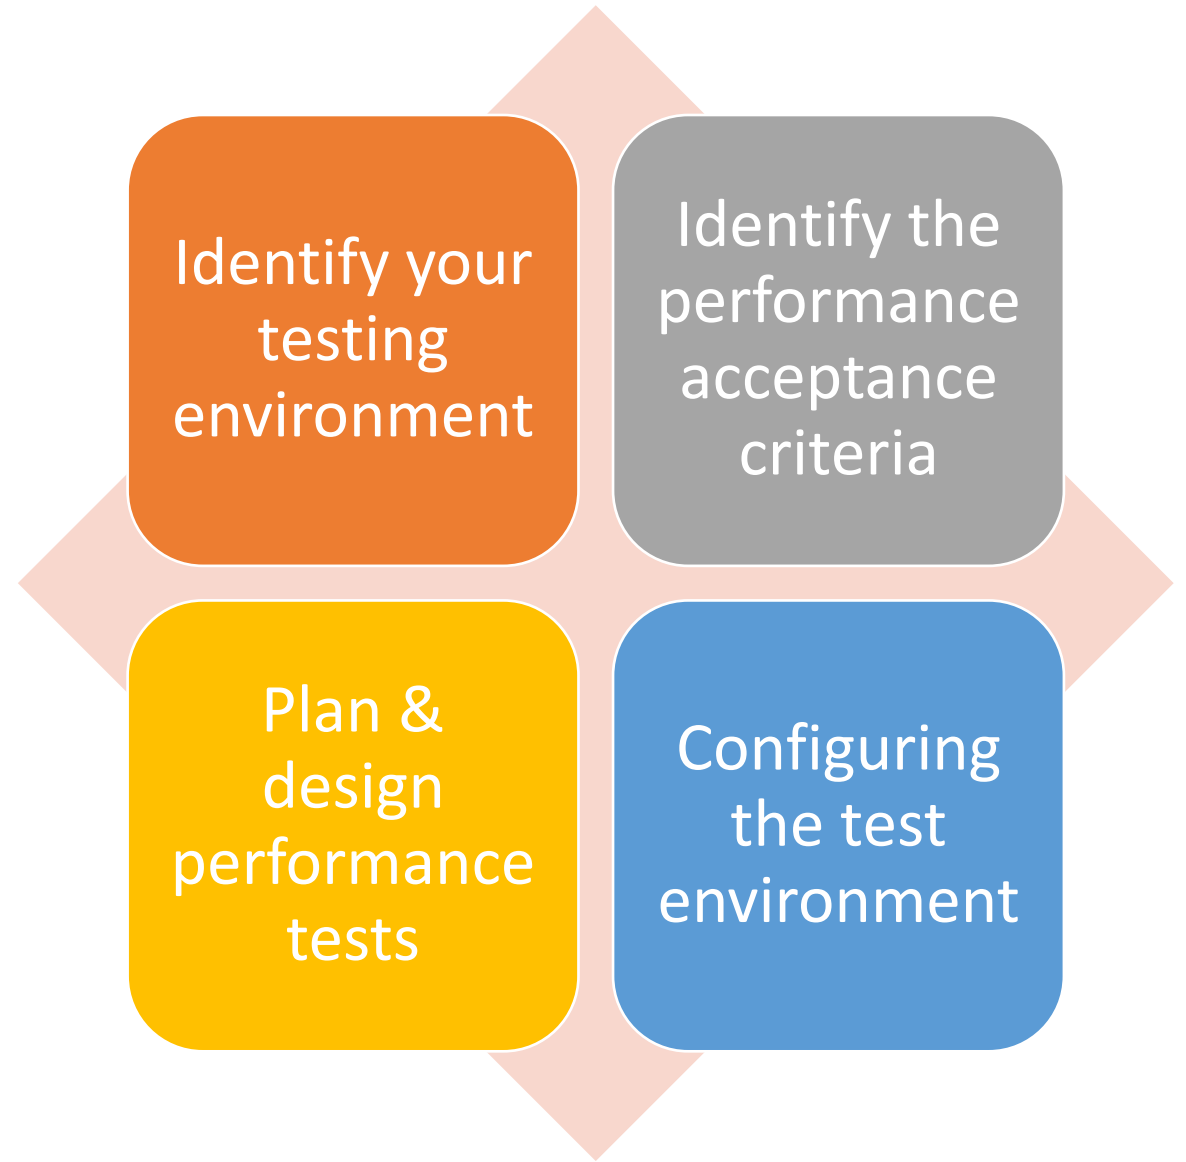 Identify your
testing
environment
Identify the
performance
acceptance
criteria
Plan &
design
performance
tests
Configuring
the test
environment